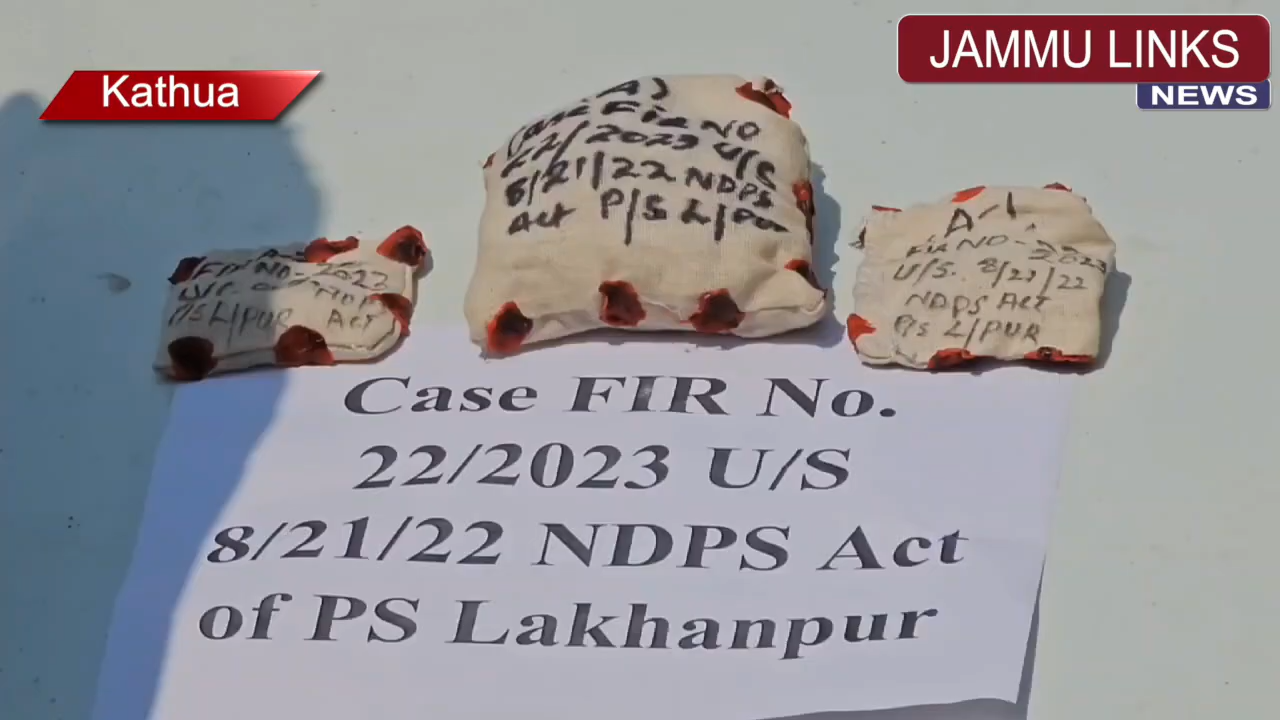 Kathua
JAMMU LINKS
NEWS
A)
Case Fir NO
22/2023 U/S
8/21/22 NDPS
Act P/S L/Pur
A-1
Fir NO-2023
U/S. 8/21/22
NDPS Act
P/S L/PUR
FIR NO-2023
U/S NDPS
P/S L/PUR Act
Case FIR No.
22/2023 U/S
8/21/22 NDPS Act
of PS Lakhanpur